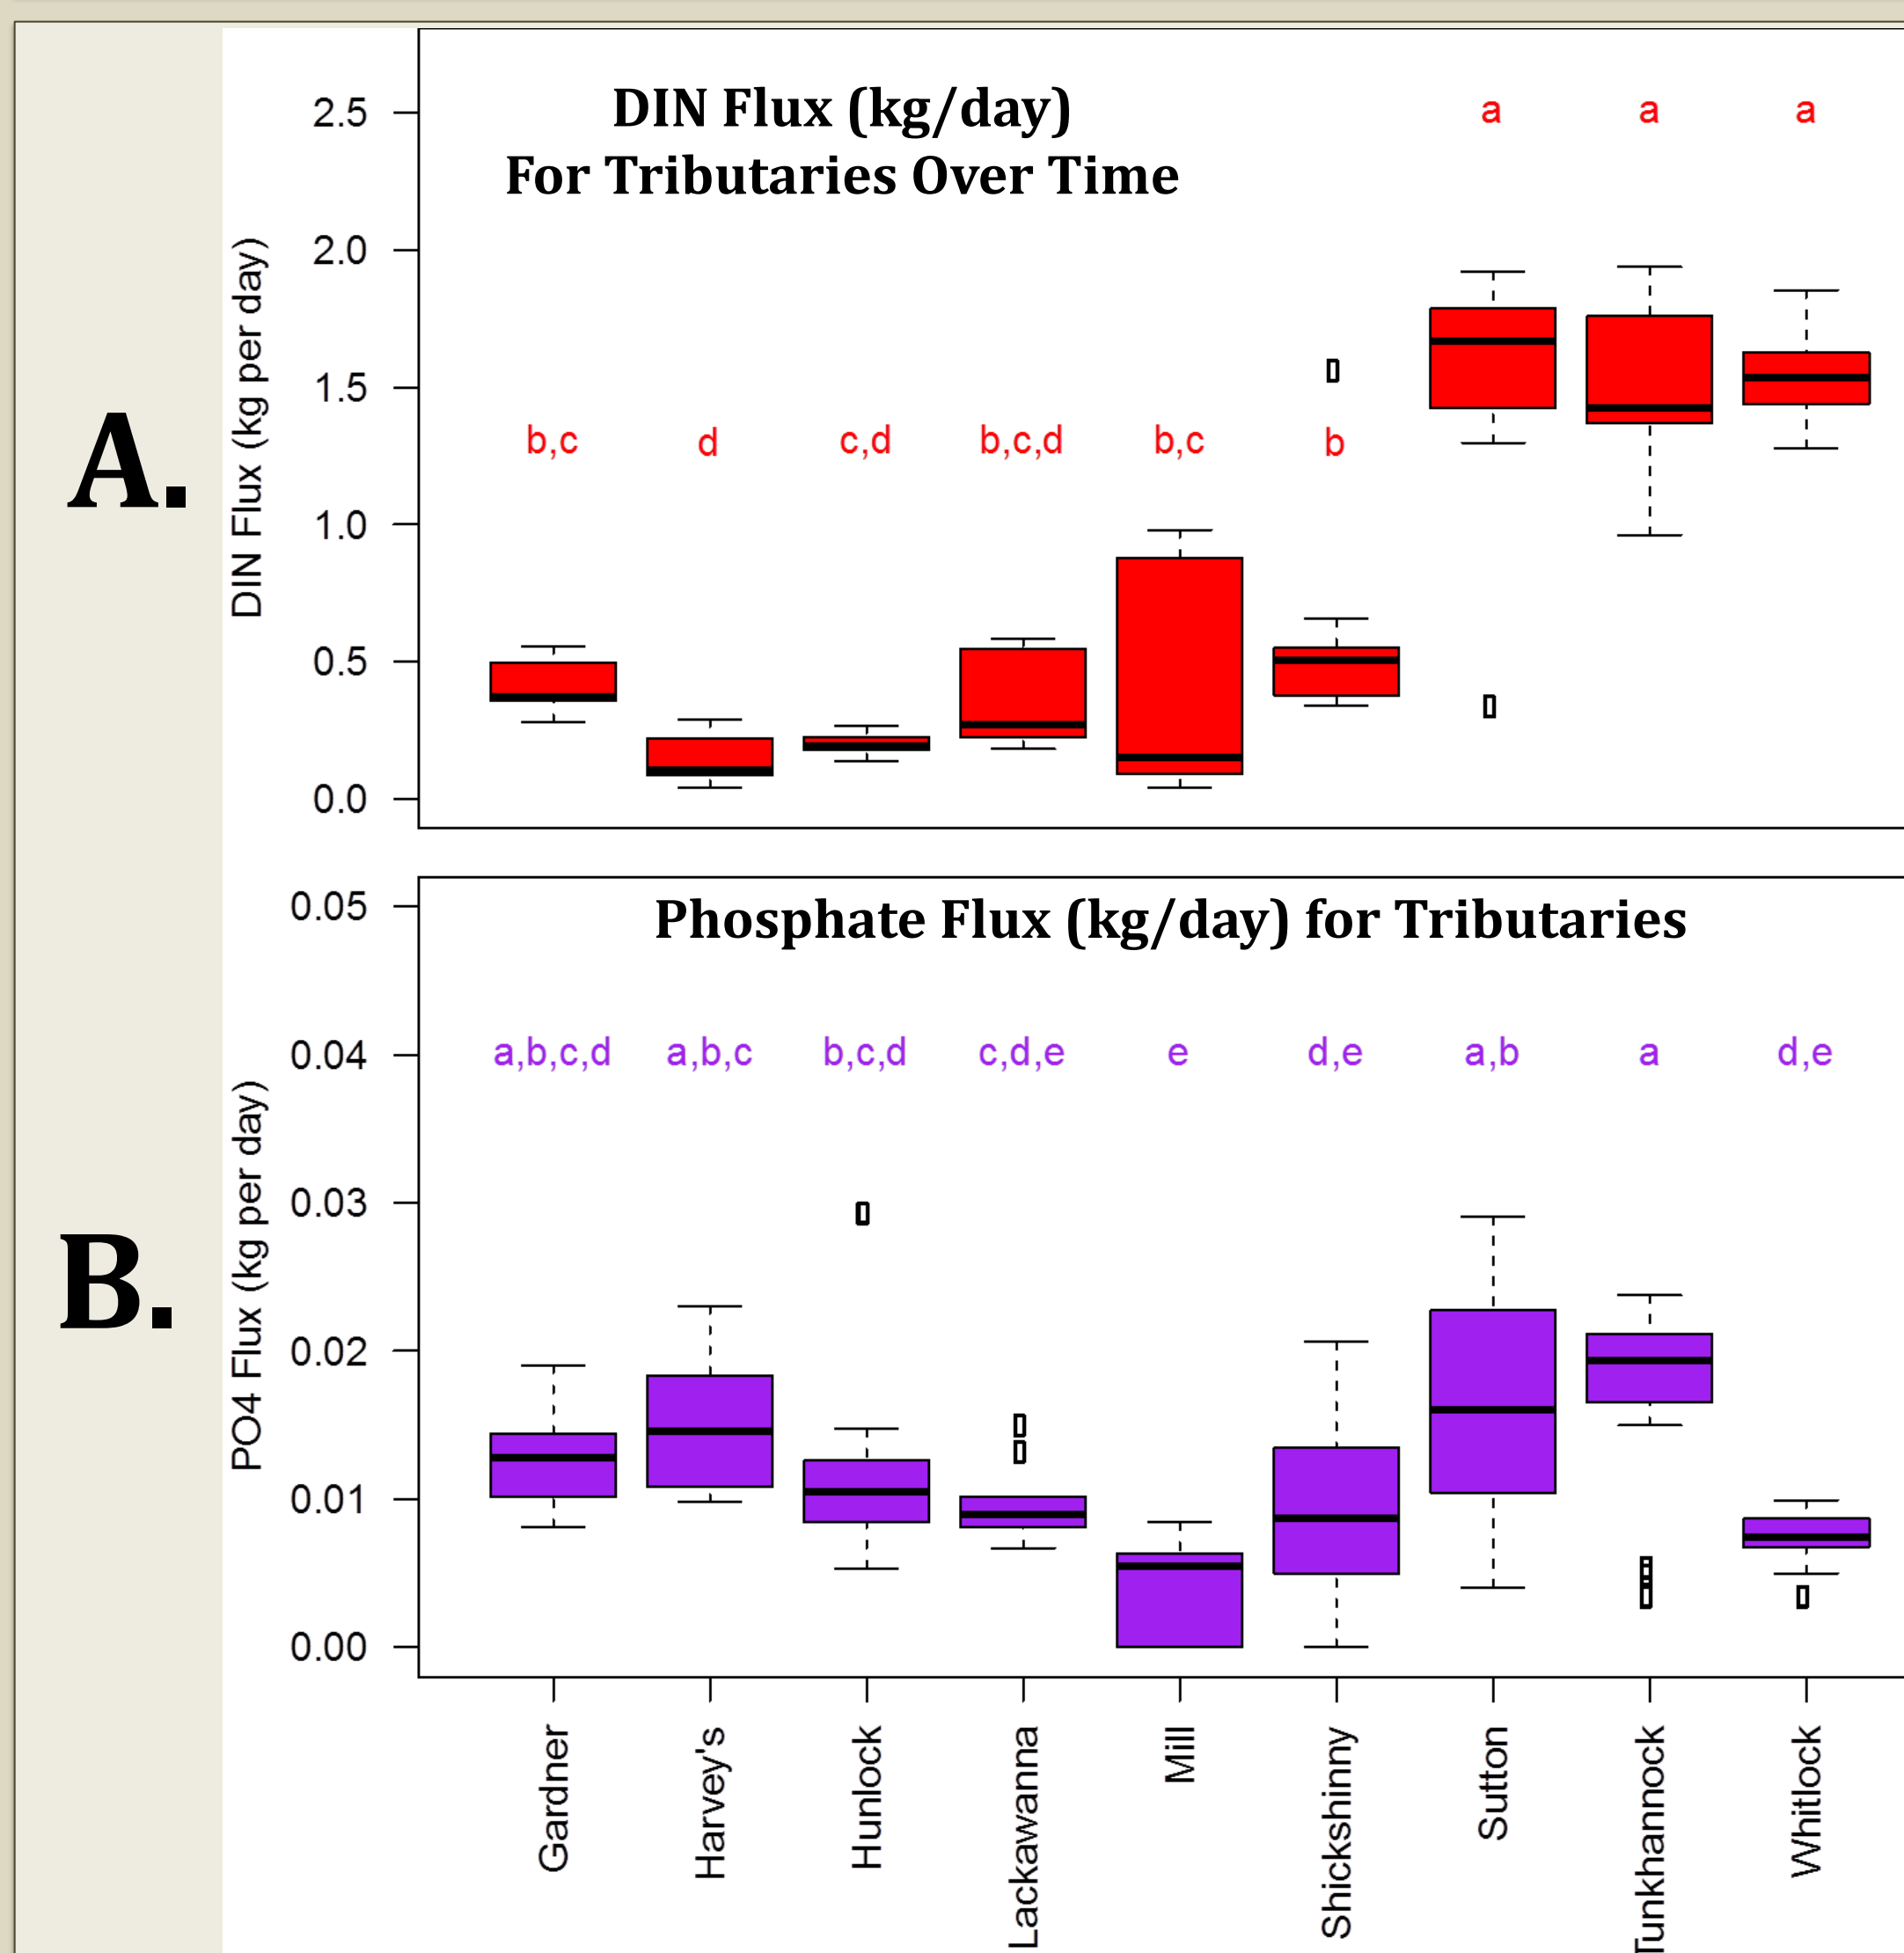 A.
DIN Flux (kg/day)
For Tributaries Over Time
DIN Flux (kg per day)
2.5
2.0
1.5
1.0
0.5
0.0
a a a
b,c d c,d b,c,d b,c b
B.
Phosphate Flux (kg/day) for Tributaries
PO4 Flux (kg per day)
0.05
0.04
0.03
0.02
0.01
0.00
a,b,c,d a,b,c b,c,d c,d,e e d,e a,b a d,e
Gardner
Harvey's
Hunlock
Lackawanna
Mill
Shickshinny
Sutton
Tunkhannock
Whitlock